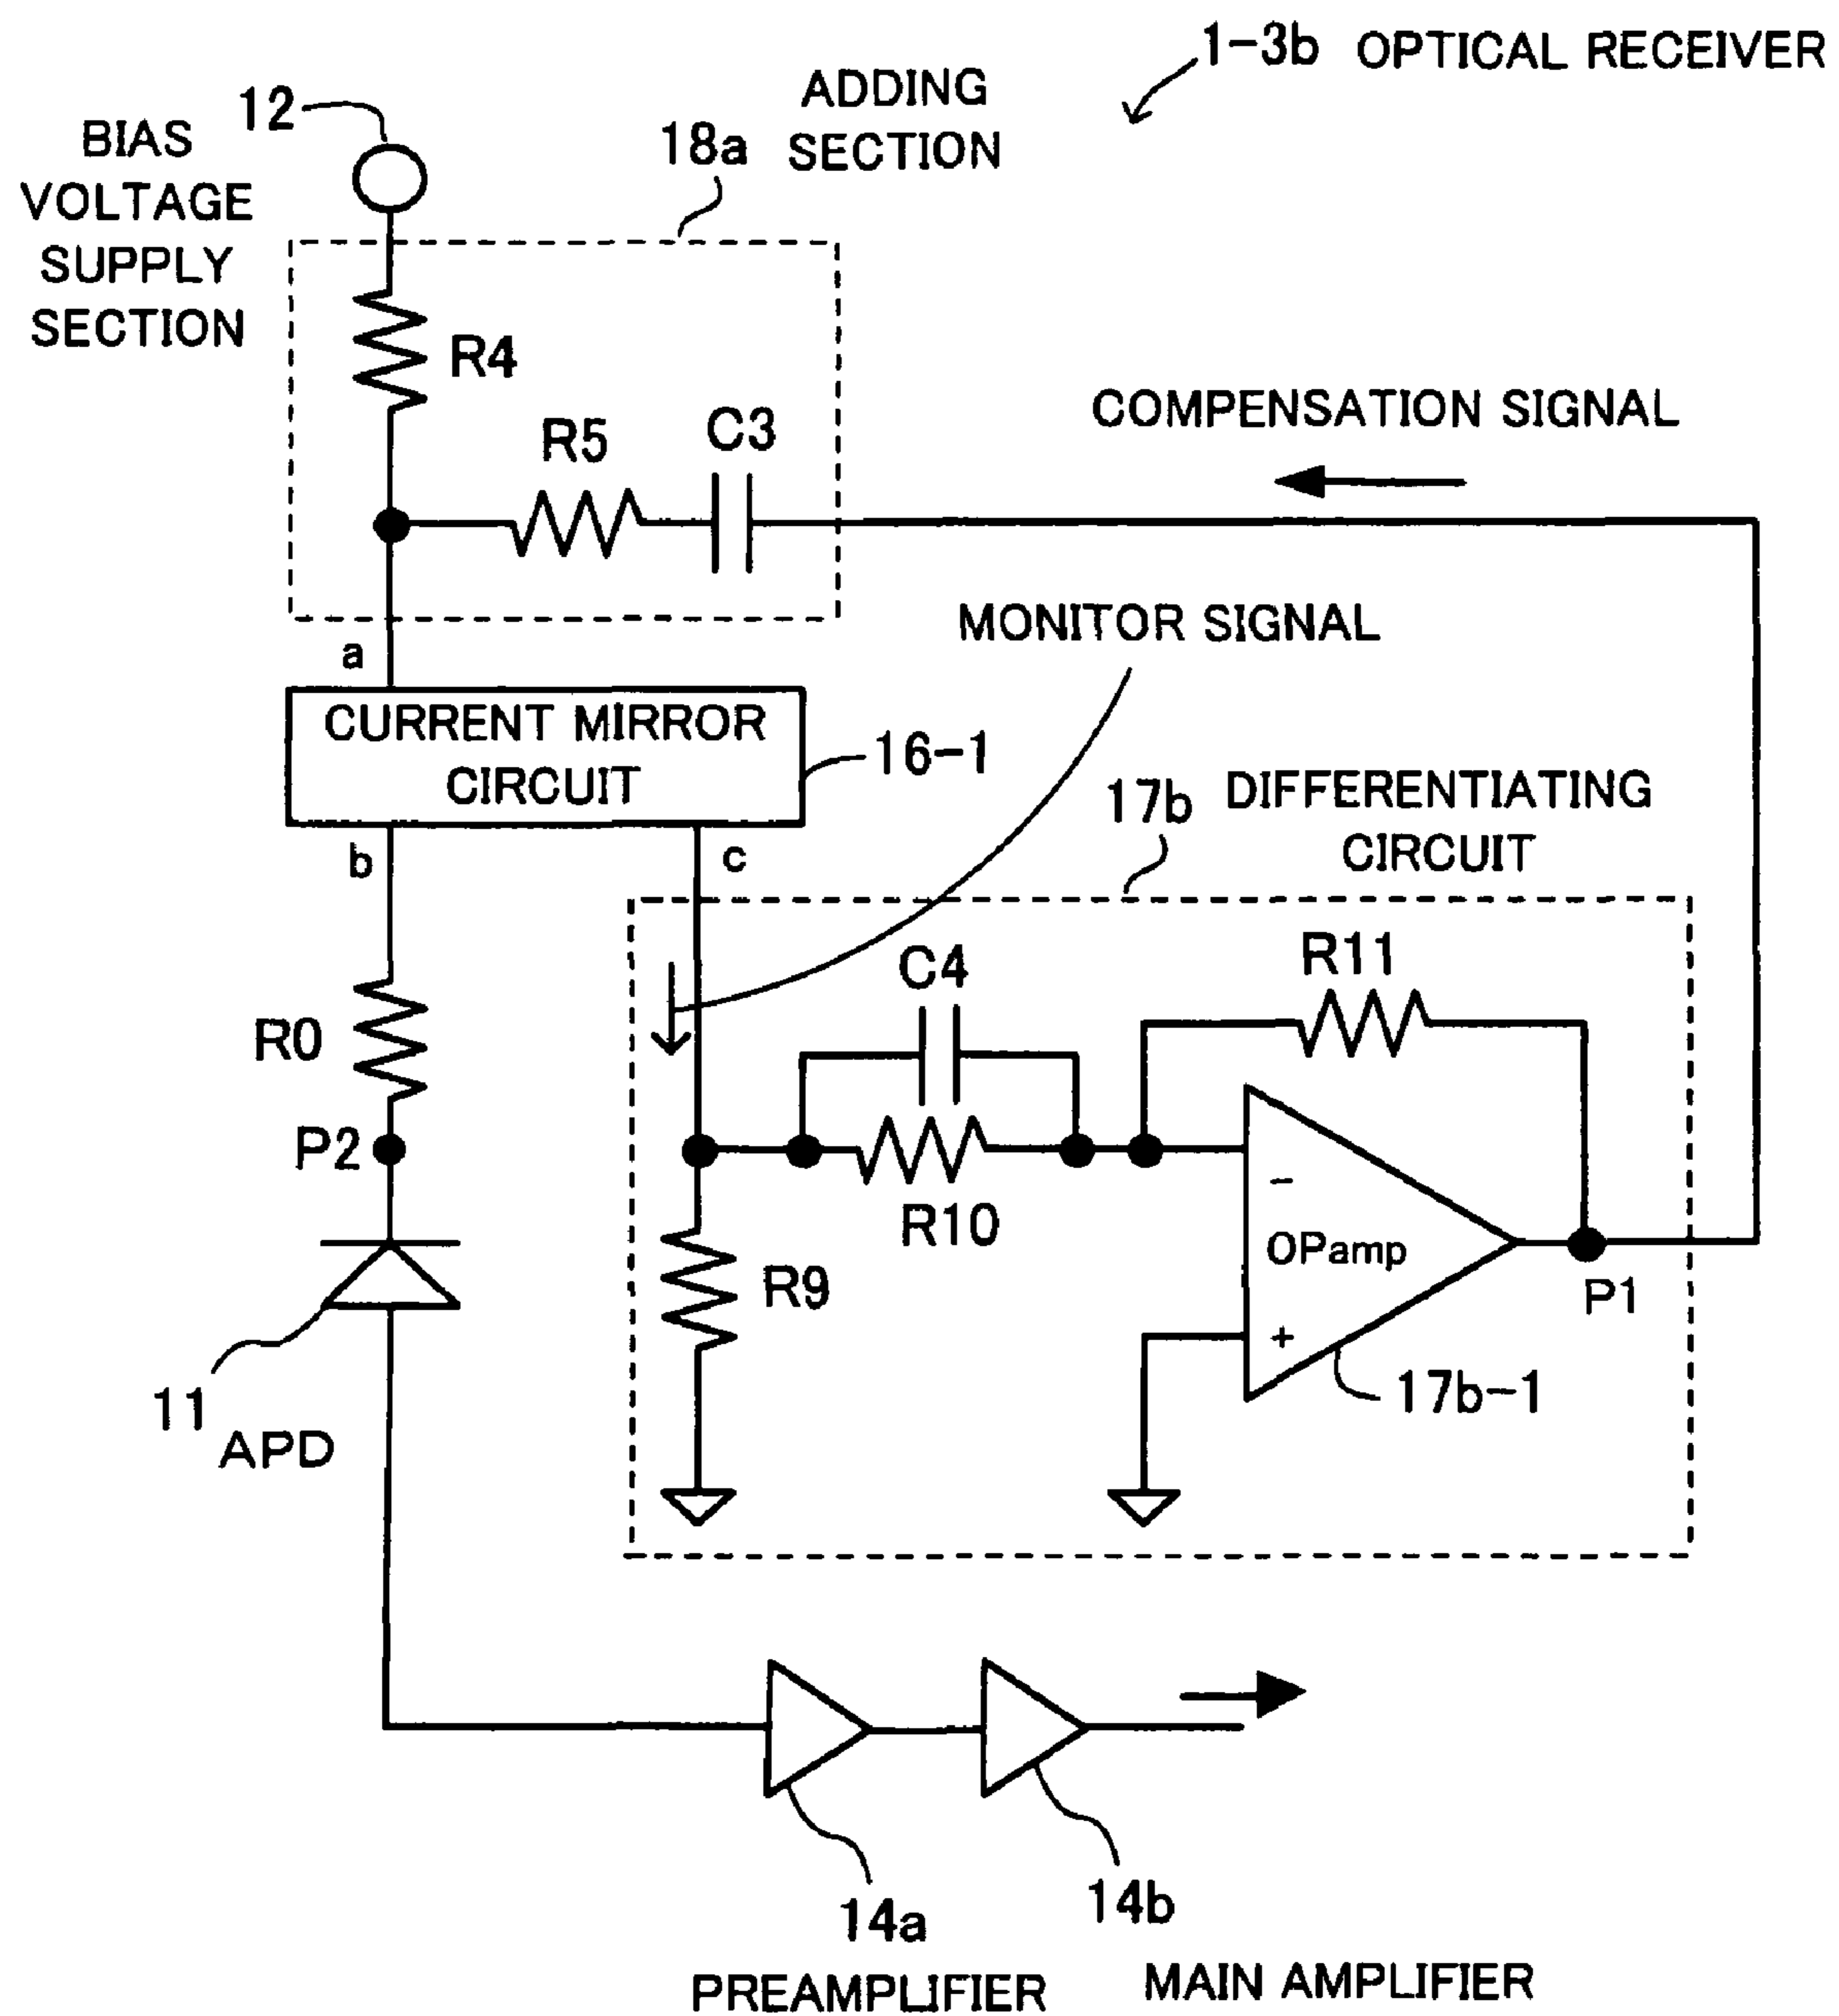 1-3b OPTICAL RECEIVER
12
BIAS
VOLTAGE
SUPPLY
SECTION
18a
ADDING
SECTION
R4
R5
C3
COMPENSATION SIGNAL
MONITOR SIGNAL
a
CURRENT MIRROR
CIRCUIT
16-1
b
c
17b
DIFFERENTIATING
CIRCUIT
C4
R11
R0
P2
R10
-
OPamp
+
R9
P1
17b-1
11
APD
14a
PREAMPLIFIER
14b
MAIN AMPLIFIER